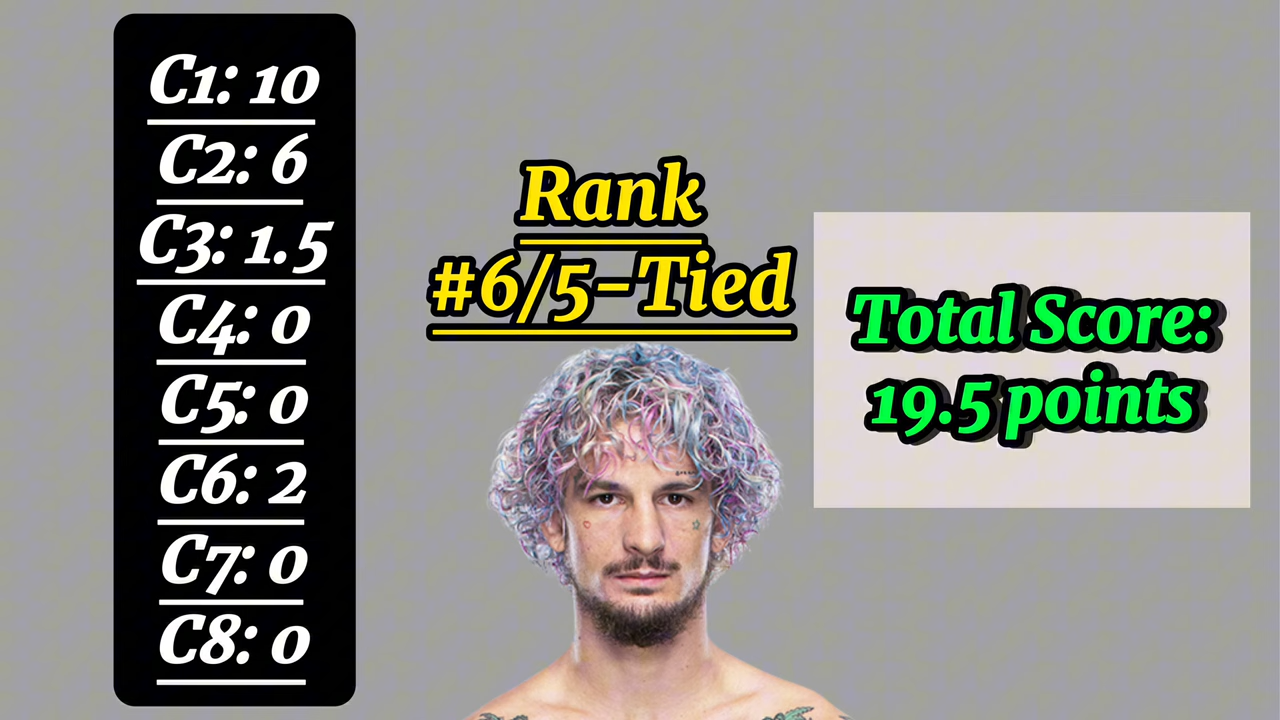 C1: 10
C2: 6
C3: 1.5
C4: 0
C5: 0
C6: 2
C7: 0
C8: 0
Rank
#6/5-Tied
Total Score:
19.5 points